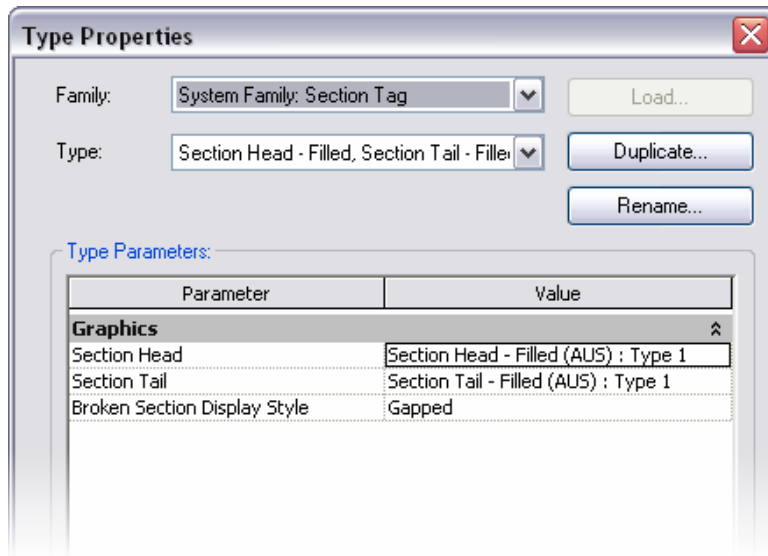 Type Properties
Family: System Family: Section Tag Load...
Type: Section Head - Filled, Section Tail - Fille Duplicate...
Rename...
Type Parameters:
Parameter Value
Graphics
Section Head Section Head - Filled (AUS) : Type 1
Section Tail Section Tail - Filled (AUS) : Type 1
Broken Section Display Style Gapped